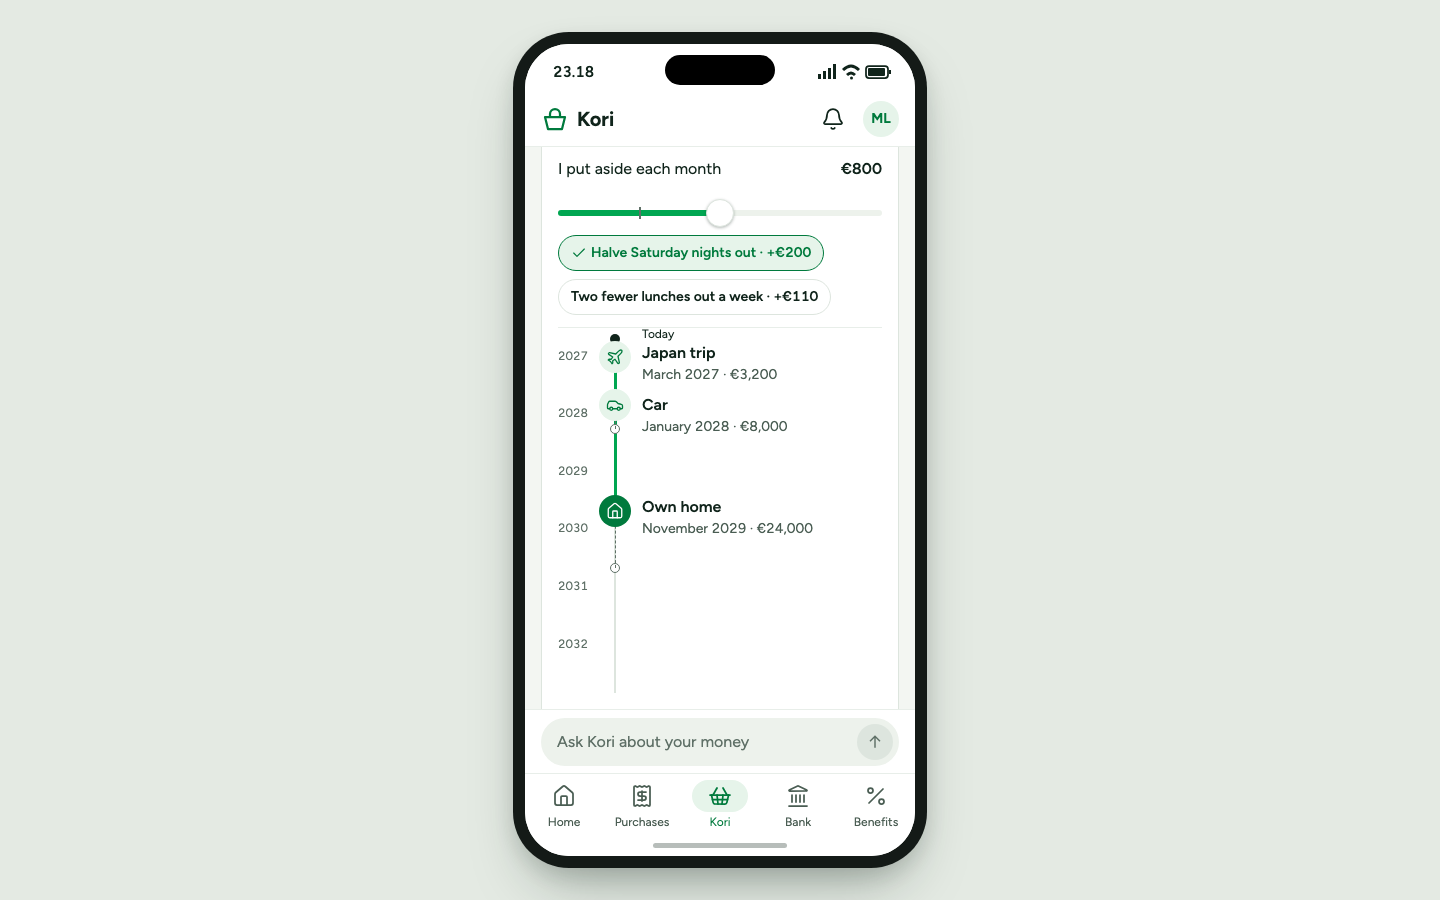 23.18
Kori
ML
I put aside each month €800
Halve Saturday nights out · +€200
Two fewer lunches out a week · +€110
Today
2027
Japan trip
March 2027 · €3,200
2028
Car
January 2028 · €8,000
2029
Own home
2030
November 2029 · €24,000
2031
2032
Ask Kori about your money
Home
Purchases
Kori
Bank
Benefits